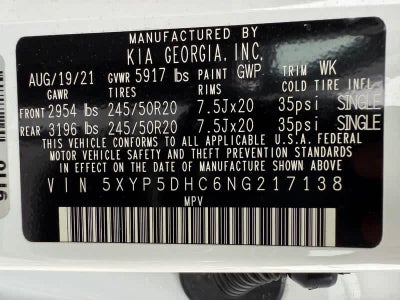 MANUFACTURED BY
KIA GEORGIA, INC.
AUG/19/21 GVWR 5917 lbs PAINT GWP TRIM WK
GAWR TIRES RIMS COLD TIRE INFL.
FRONT 2954 lbs 245/50R20 7.5Jx20 35psi SINGLE
REAR 3196 lbs 245/50R20 7.5Jx20 35psi SINGLE
THIS VEHICLE CONFORMS TO ALL APPLICABLE U.S.A FEDERAL
MOTOR VEHICLE SAFETY STANDARDS
IN EFFECT ON THE DATE OF MANUFACTURE SHOWN ABOVE
VIN 5XYP5DHC6NG217138
MPV